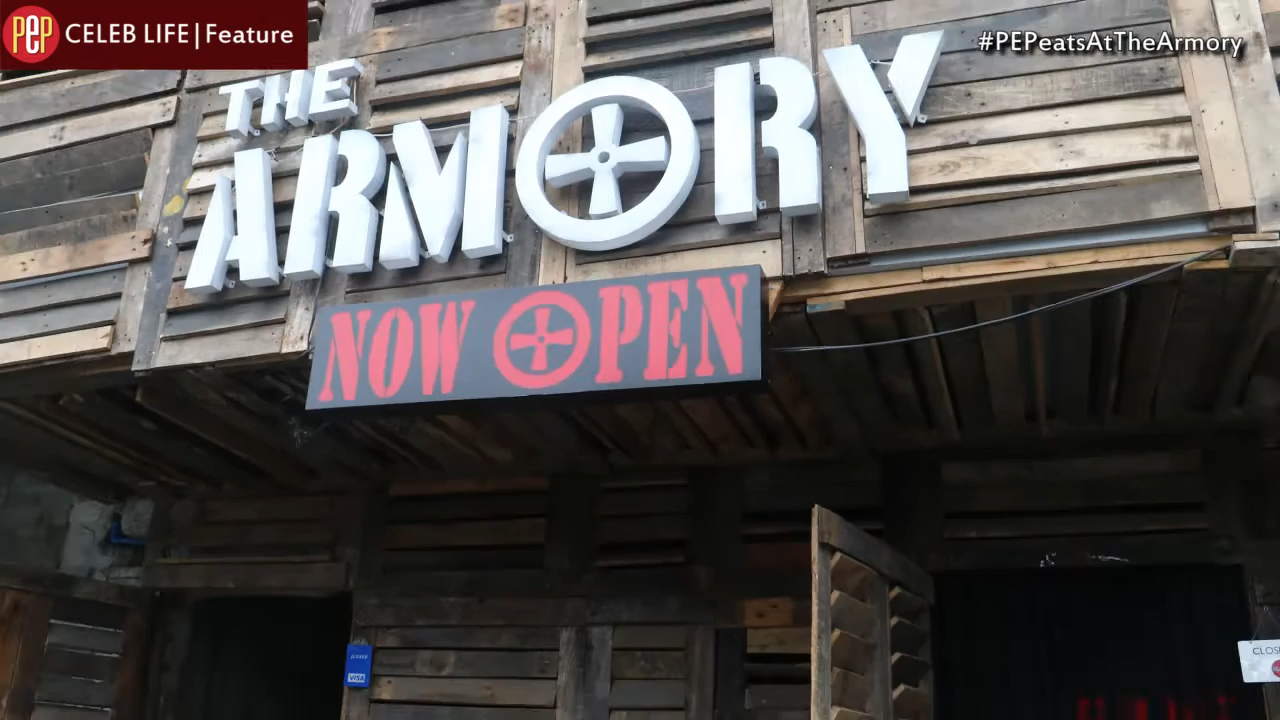 PEP CELEB LIFE | Feature
#PEPeatsAtTheArmory
THE
ARMORY
NOW OPEN
VISA